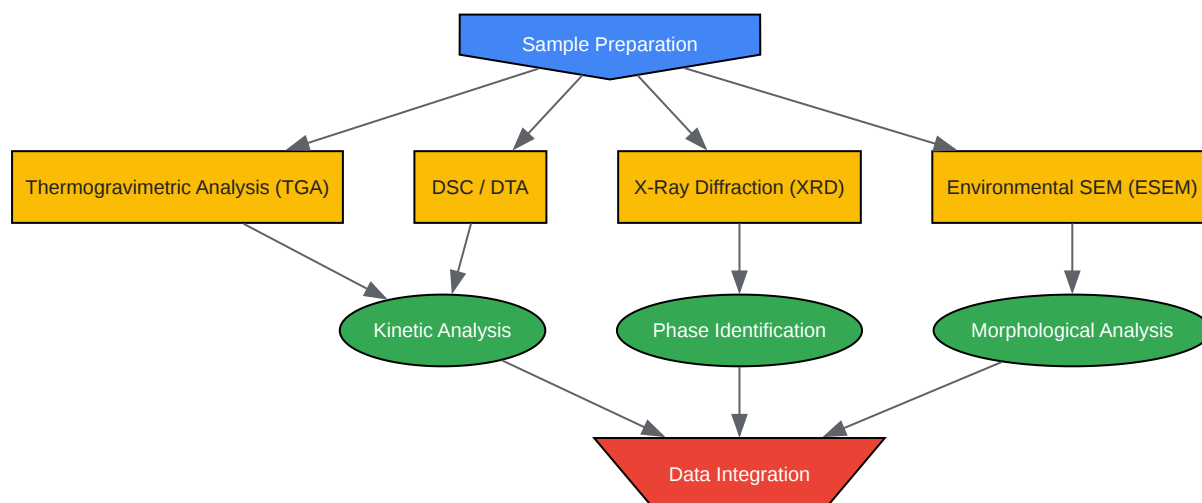 Sample Preparation
Thermogravimetric Analysis (TGA)
DSC / DTA
X-Ray Diffraction (XRD)
Environmental SEM (ESEM)
Kinetic Analysis
Phase Identification
Morphological Analysis
Data Integration